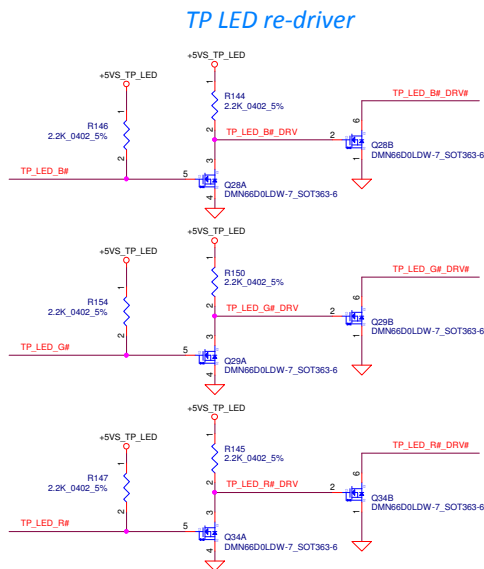 TP LED re-driver
+5VS_TP_LED
+5VS_TP_LED
1
R144
2.2K_0402_5%
2
TP_LED_B#_DRV
1
R146
2.2K_0402_5%
2
TP_LED_B#_DRV#
6
2
Q28B
DMN66D0LDW-7_SOT363-6
1
3
TP_LED_B#
5
Q28A
DMN66D0LDW-7_SOT363-6
4
+5VS_TP_LED
+5VS_TP_LED
1
R150
2.2K_0402_5%
2
TP_LED_G#_DRV
1
R154
2.2K_0402_5%
2
TP_LED_G#_DRV#
6
2
Q29B
DMN66D0LDW-7_SOT363-6
1
3
TP_LED_G#
5
Q29A
DMN66D0LDW-7_SOT363-6
4
+5VS_TP_LED
+5VS_TP_LED
1
R145
2.2K_0402_5%
2
TP_LED_R#_DRV
1
R147
2.2K_0402_5%
2
TP_LED_R#_DRV#
6
2
Q34B
DMN66D0LDW-7_SOT363-6
1
3
TP_LED_R#
5
Q34A
DMN66D0LDW-7_SOT363-6
4